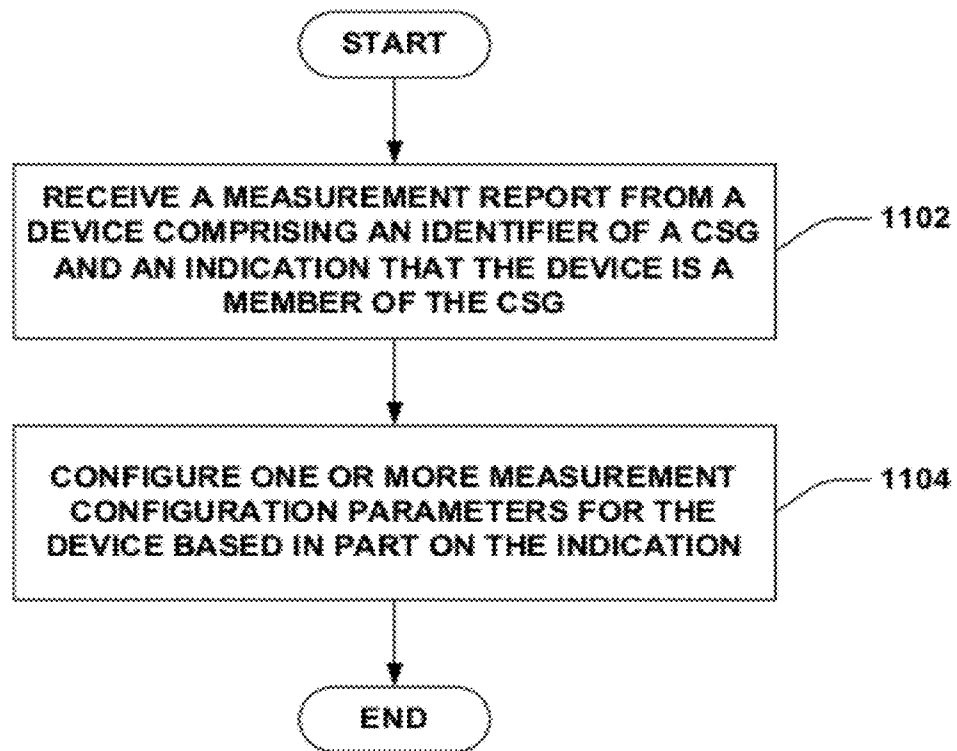 START
RECEIVE A MEASUREMENT REPORT FROM A
DEVICE COMPRISING AN IDENTIFIER OF A CSG
AND AN INDICATION THAT THE DEVICE IS A
MEMBER OF THE CSG
1102
CONFIGURE ONE OR MORE MEASUREMENT
CONFIGURATION PARAMETERS FOR THE
DEVICE BASED IN PART ON THE INDICATION
1104
END